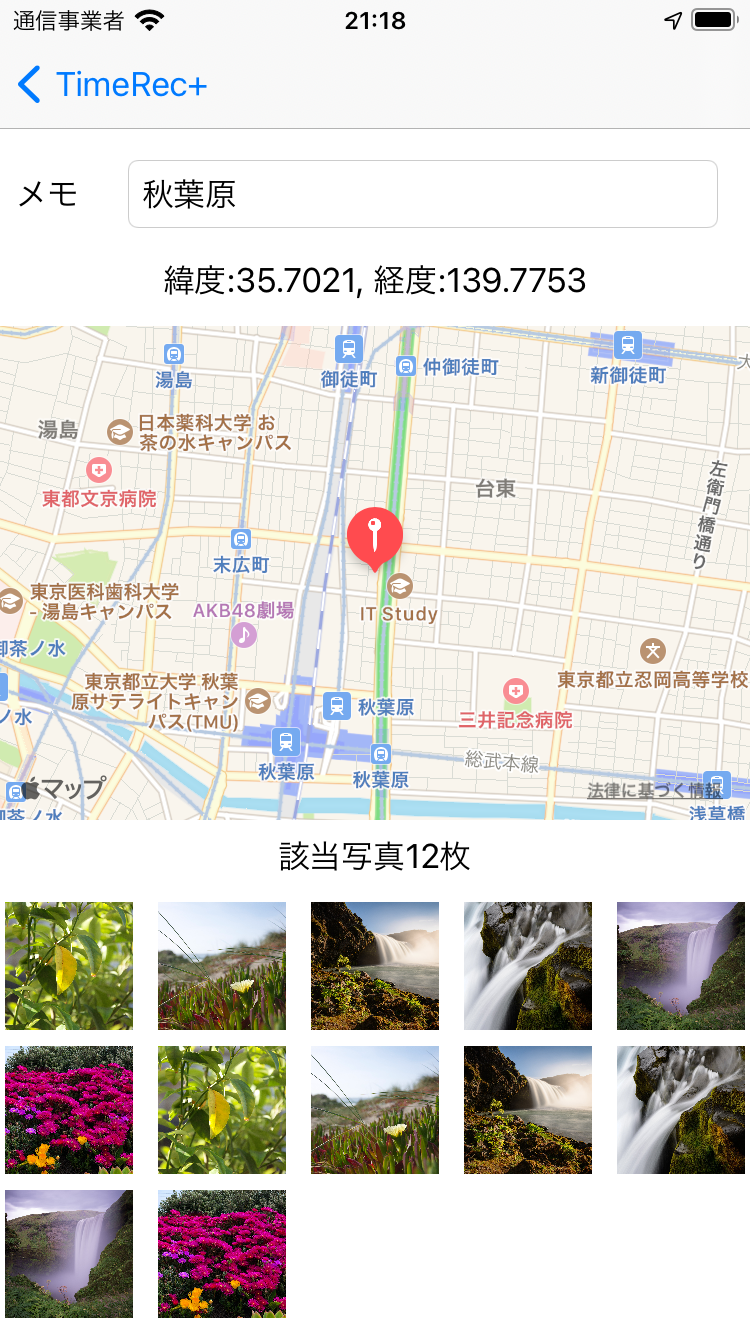 通信事業者
21:18
TimeRec+
メモ
秋葉原
緯度:35.7021, 経度:139.7753
湯島
御徒町
仲御徒町
新御徒町
大
湯島
日本薬科大学 お
茶の水キャンパス
東都文京病院
台東
左衛門橋通り
末広町
東京医科歯科大学
- 湯島キャンパス
AKB48劇場
IT Study
御茶ノ水
東京都立大学 秋葉
原サテライトキャン
パス(TMU)
東京都立忍岡高等学校
三井記念病院
ノ水
秋葉原
秋葉原
秋葉原
総武本線
マップ
法律に基づく情報
御茶ノ水
浅草橋
該当写真12枚